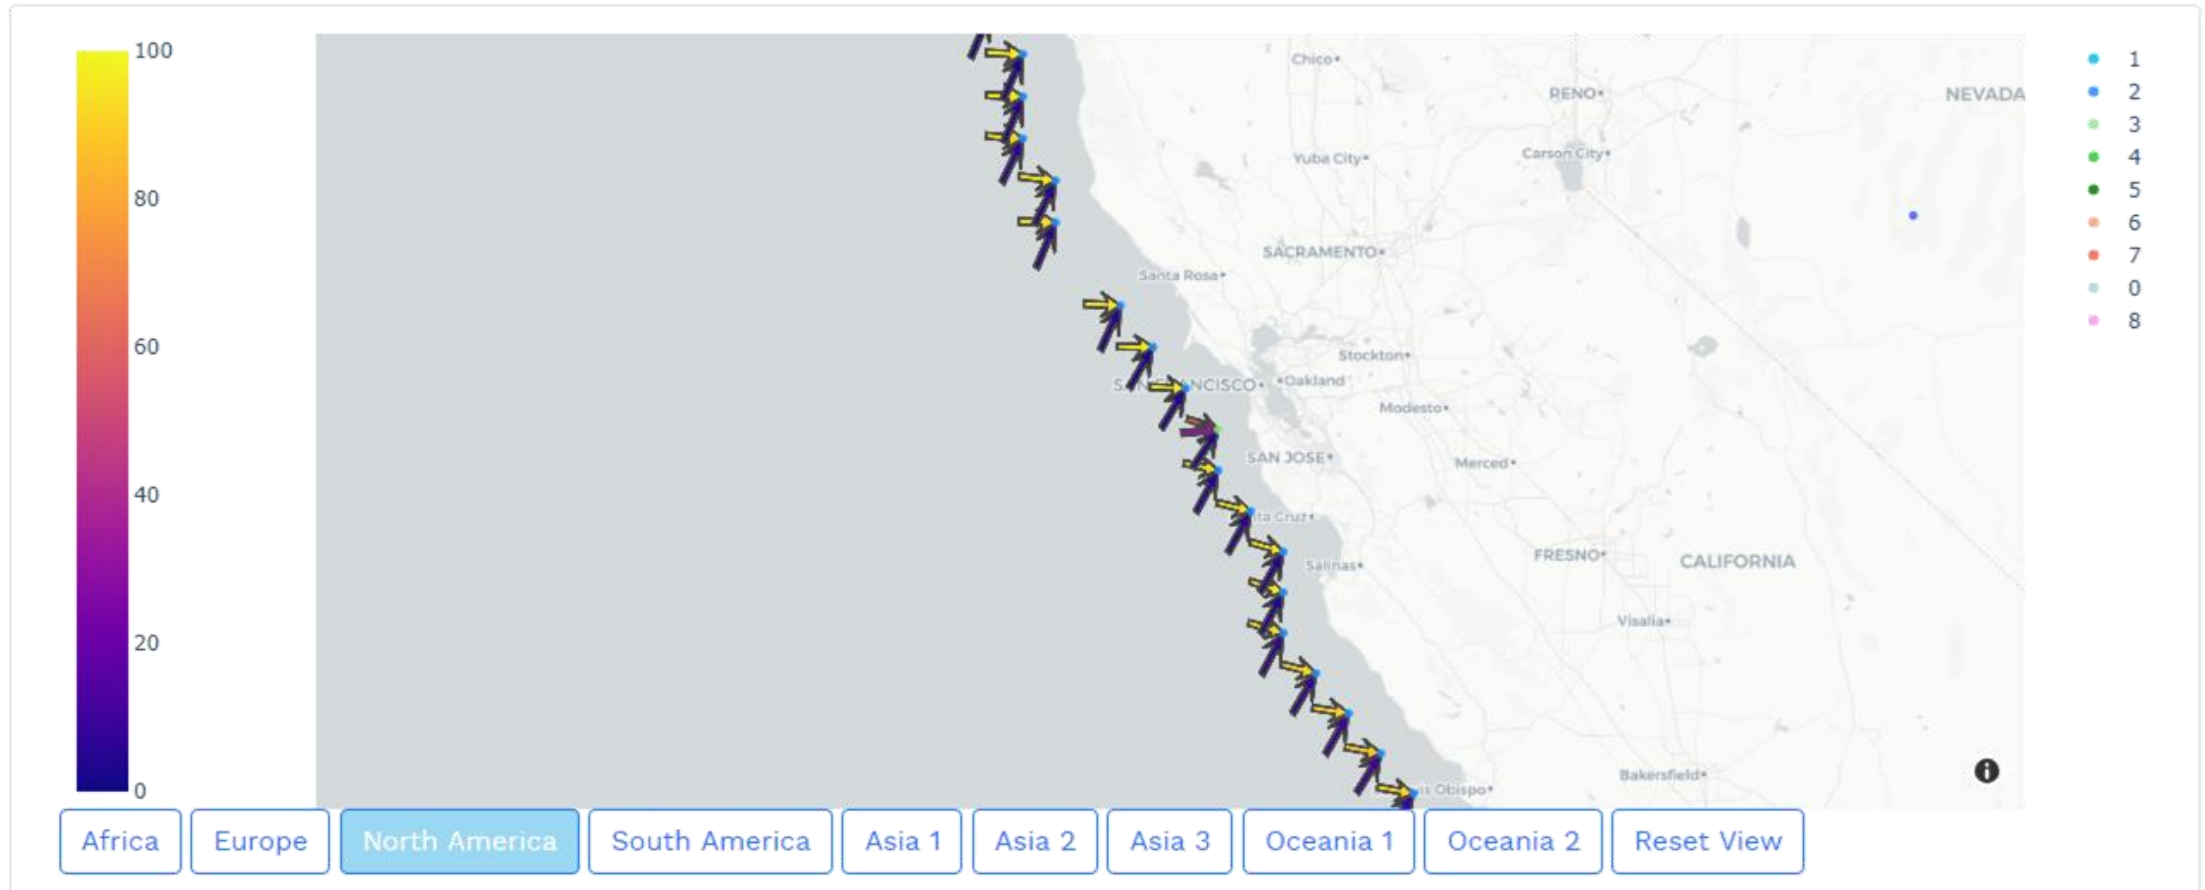 100
80
60
40
20
0
Chico
RENO
NEVADA
Yuba City
Carson City
SACRAMENTO
Santa Rosa
Stockton
Oakland
Modesto
SAN JOSE
Merced
Salinas
FRESNO
CALIFORNIA
Visalia
Bakersfield
Obispo
1
2
3
4
5
6
7
0
8
Africa
Europe
North America
South America
Asia 1
Asia 2
Asia 3
Oceania 1
Oceania 2
Reset View